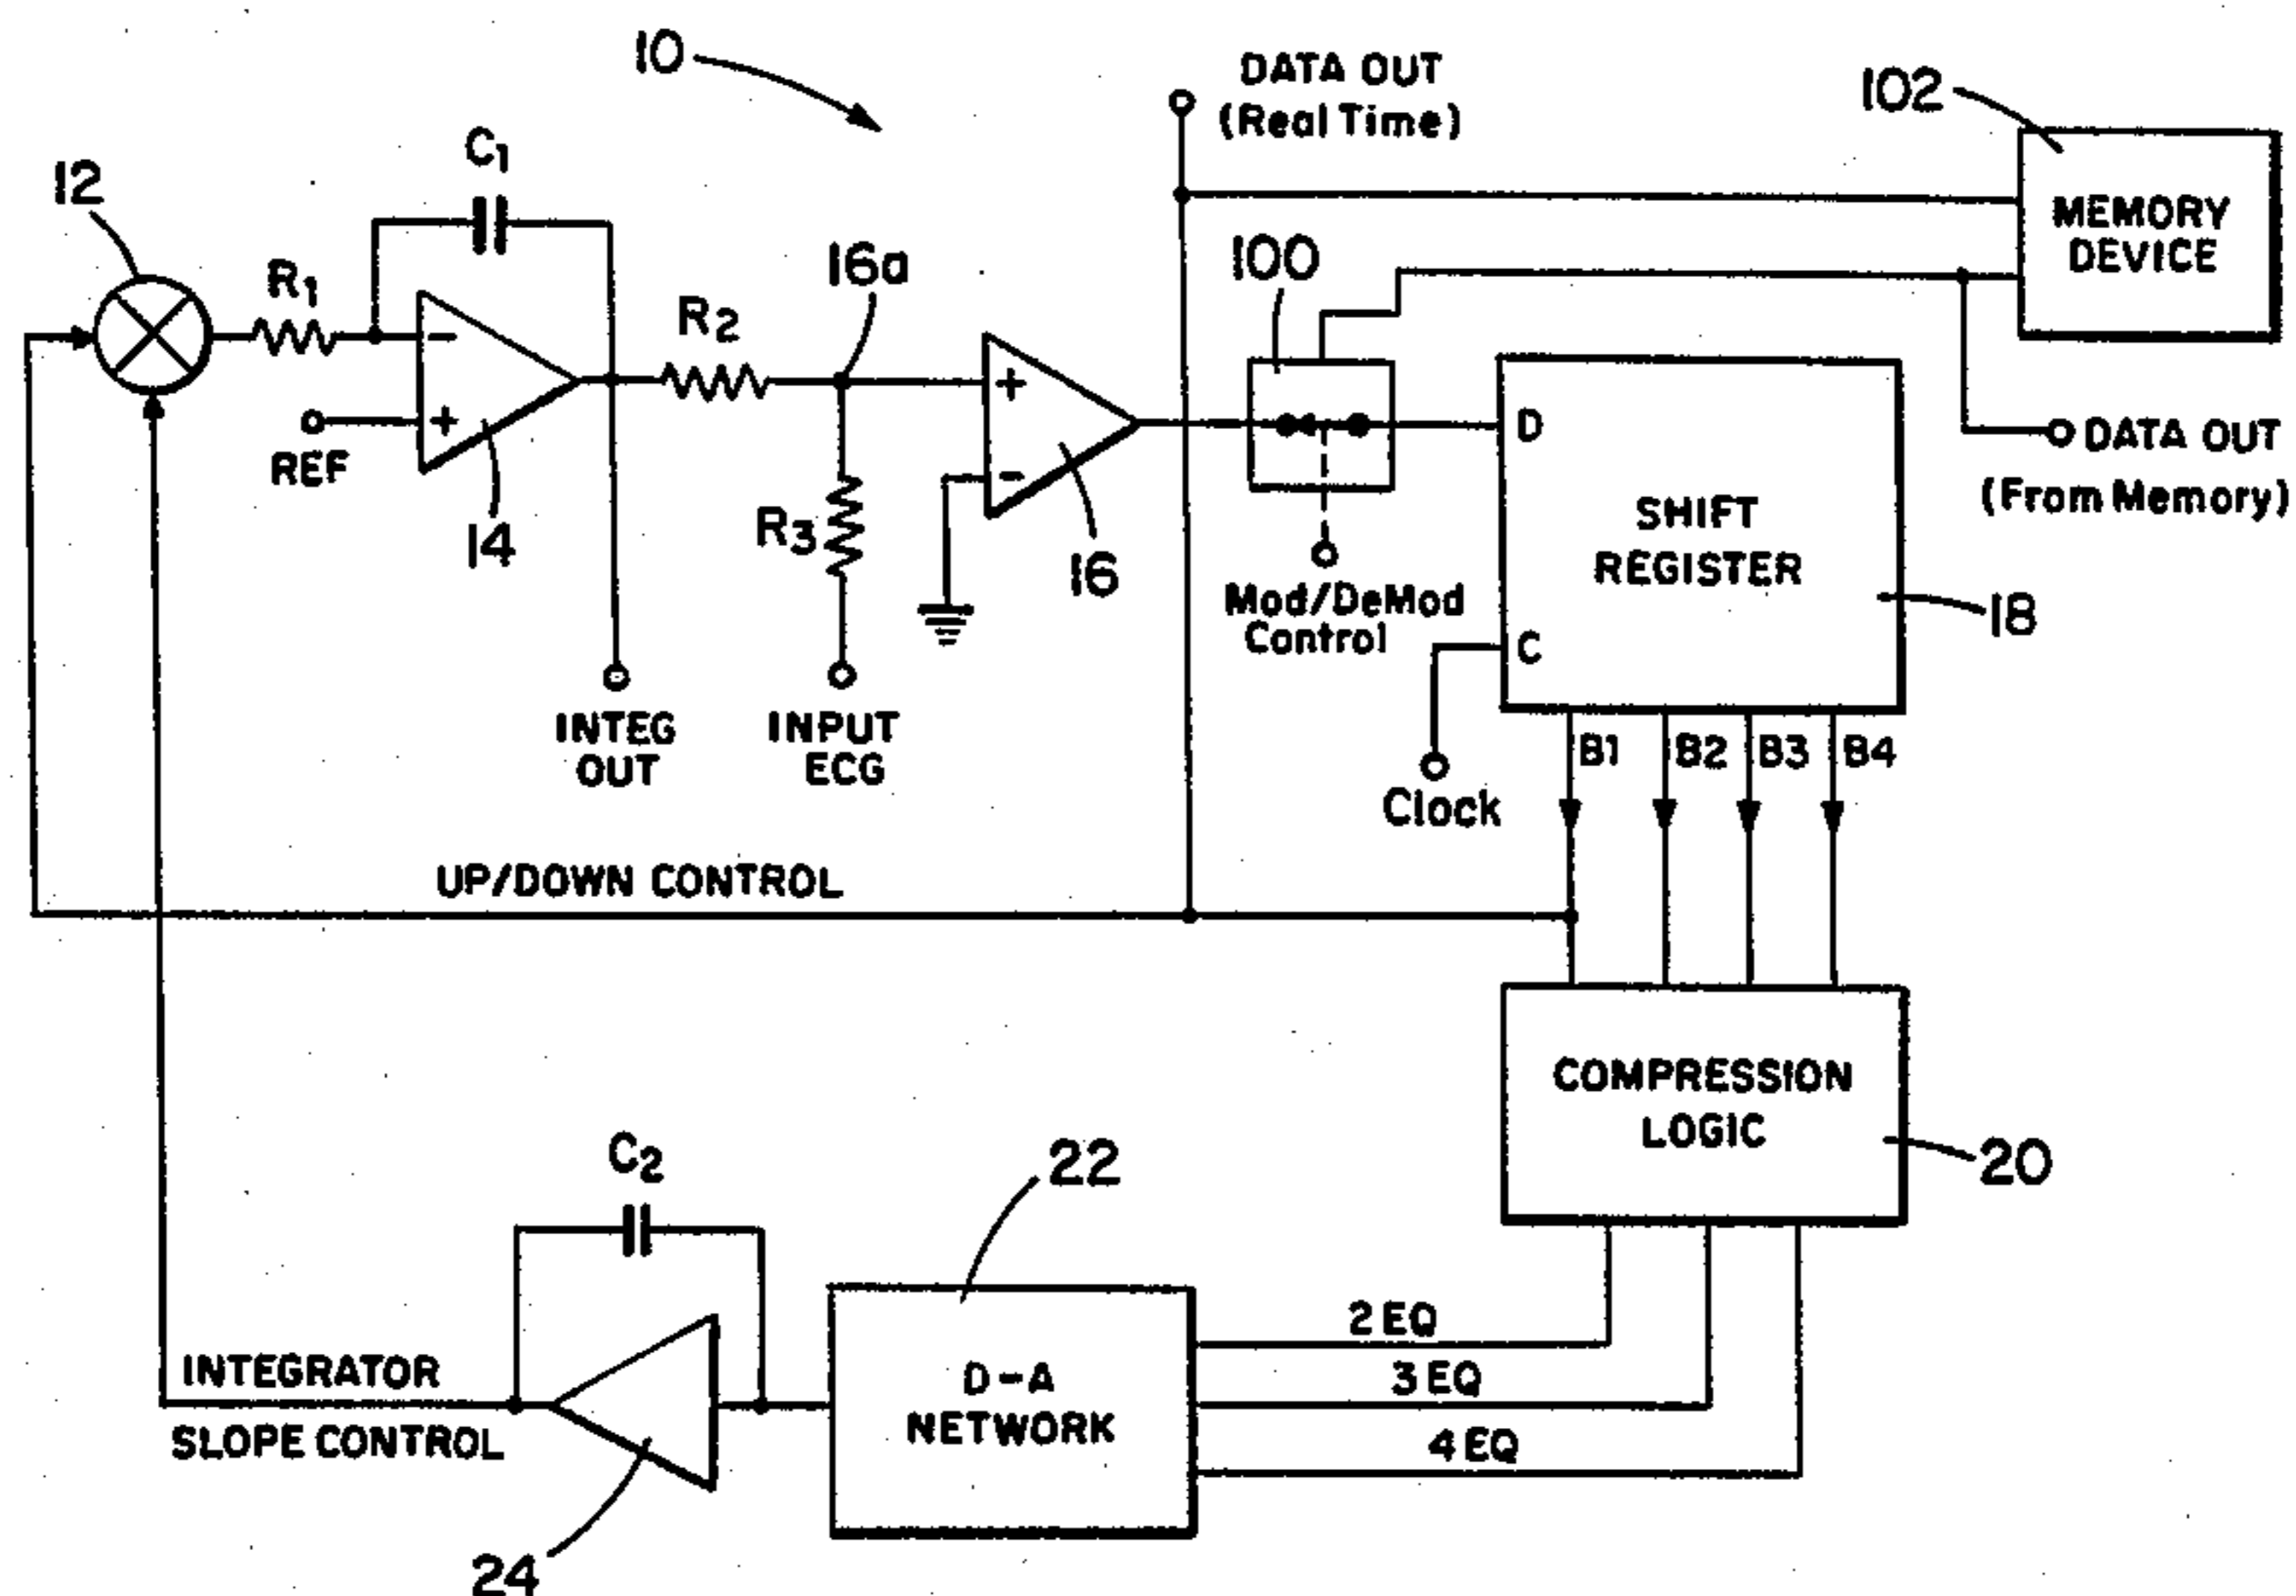 10
DATA OUT
(Real Time)
102
MEMORY
DEVICE
12
C1
R1
16a
100
R2
REF
14
R3
16
D
SHIFT
REGISTER
C
18
DATA OUT
(From Memory)
Mod/DeMod
Control
INTEG
OUT
INPUT
ECG
Clock
B1 B2 B3 B4
UP/DOWN CONTROL
COMPRESSION
LOGIC
20
C2
22
2 EQ
3 EQ
4 EQ
D-A
NETWORK
INTEGRATOR
SLOPE CONTROL
24